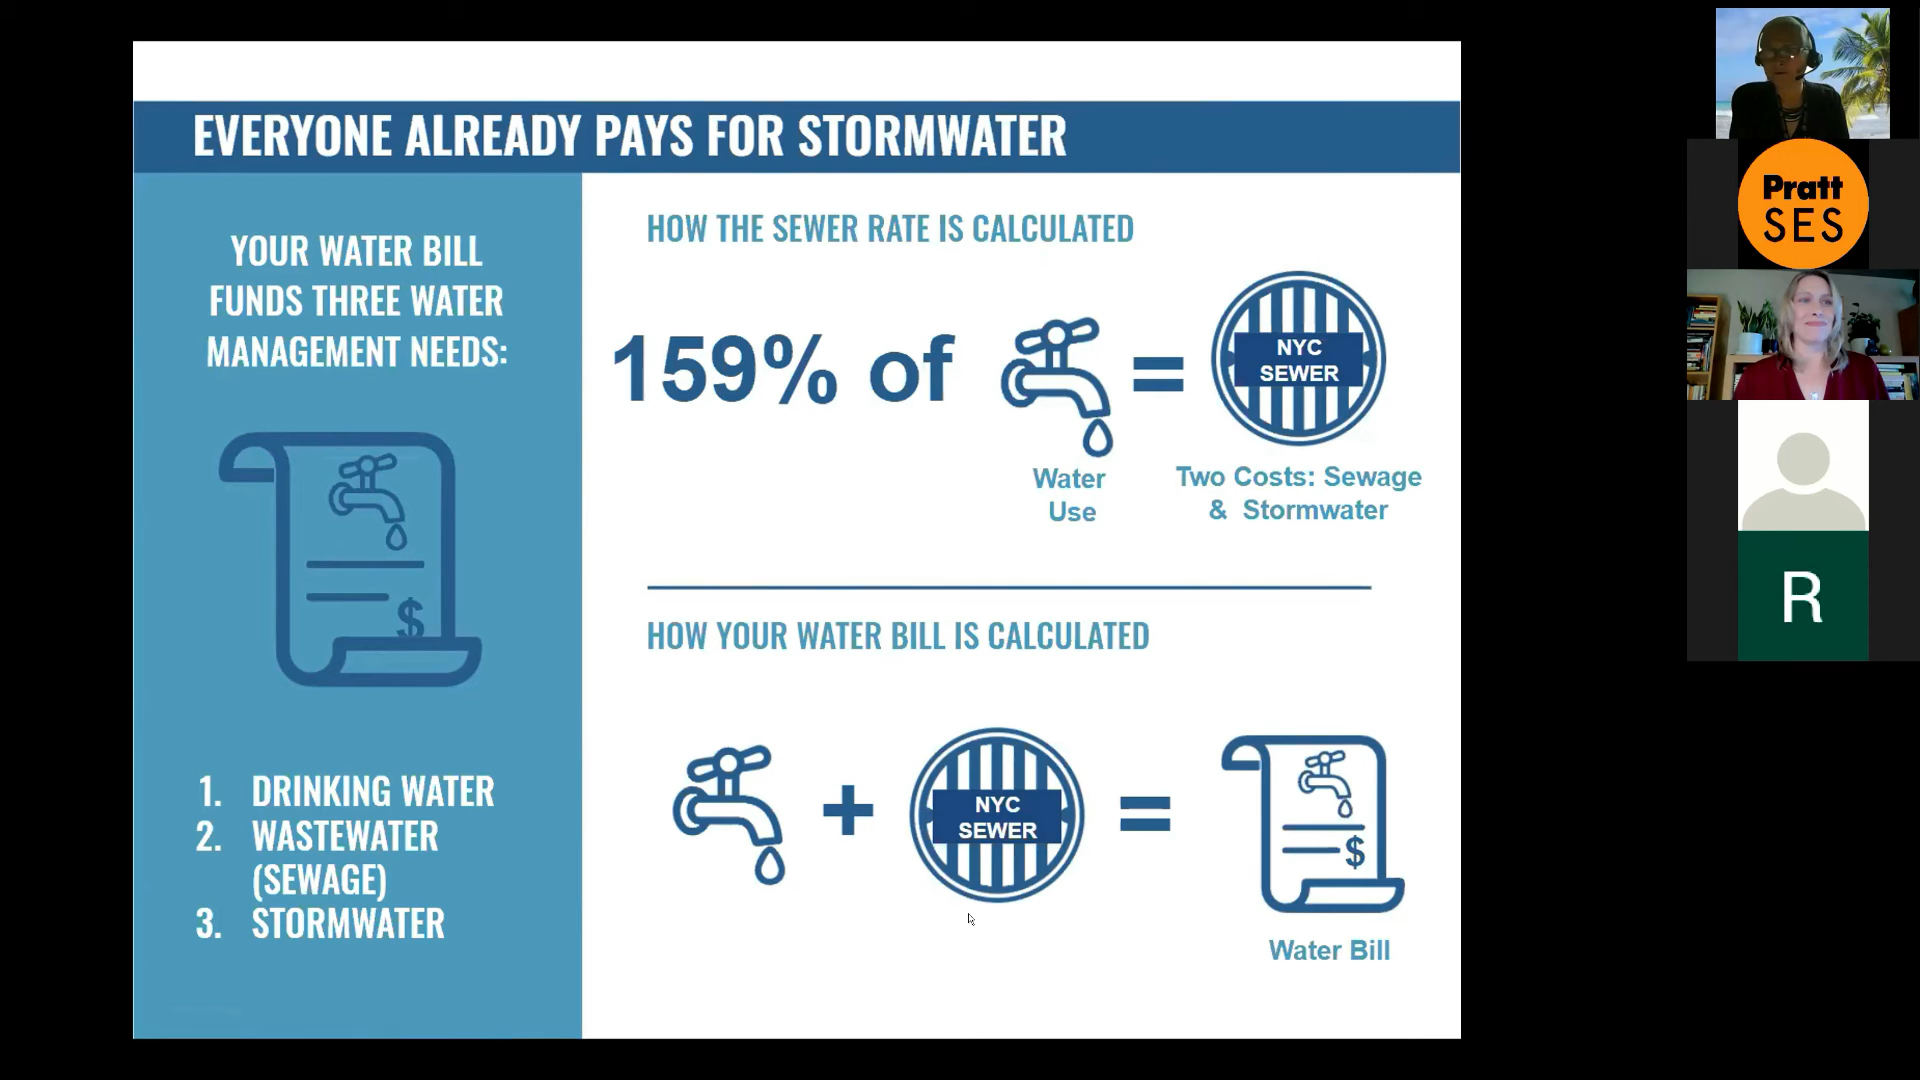 EVERYONE ALREADY PAYS FOR STORMWATER
YOUR WATER BILL
FUNDS THREE WATER
MANAGEMENT NEEDS:
$
1. DRINKING WATER
2. WASTEWATER
(SEWAGE)
3. STORMWATER
HOW THE SEWER RATE IS CALCULATED
159% of
=
NYC
SEWER
Water
Use
Two Costs: Sewage
& Stormwater
HOW YOUR WATER BILL IS CALCULATED
+
NYC
SEWER
=
$
Water Bill
Pratt
SES
R